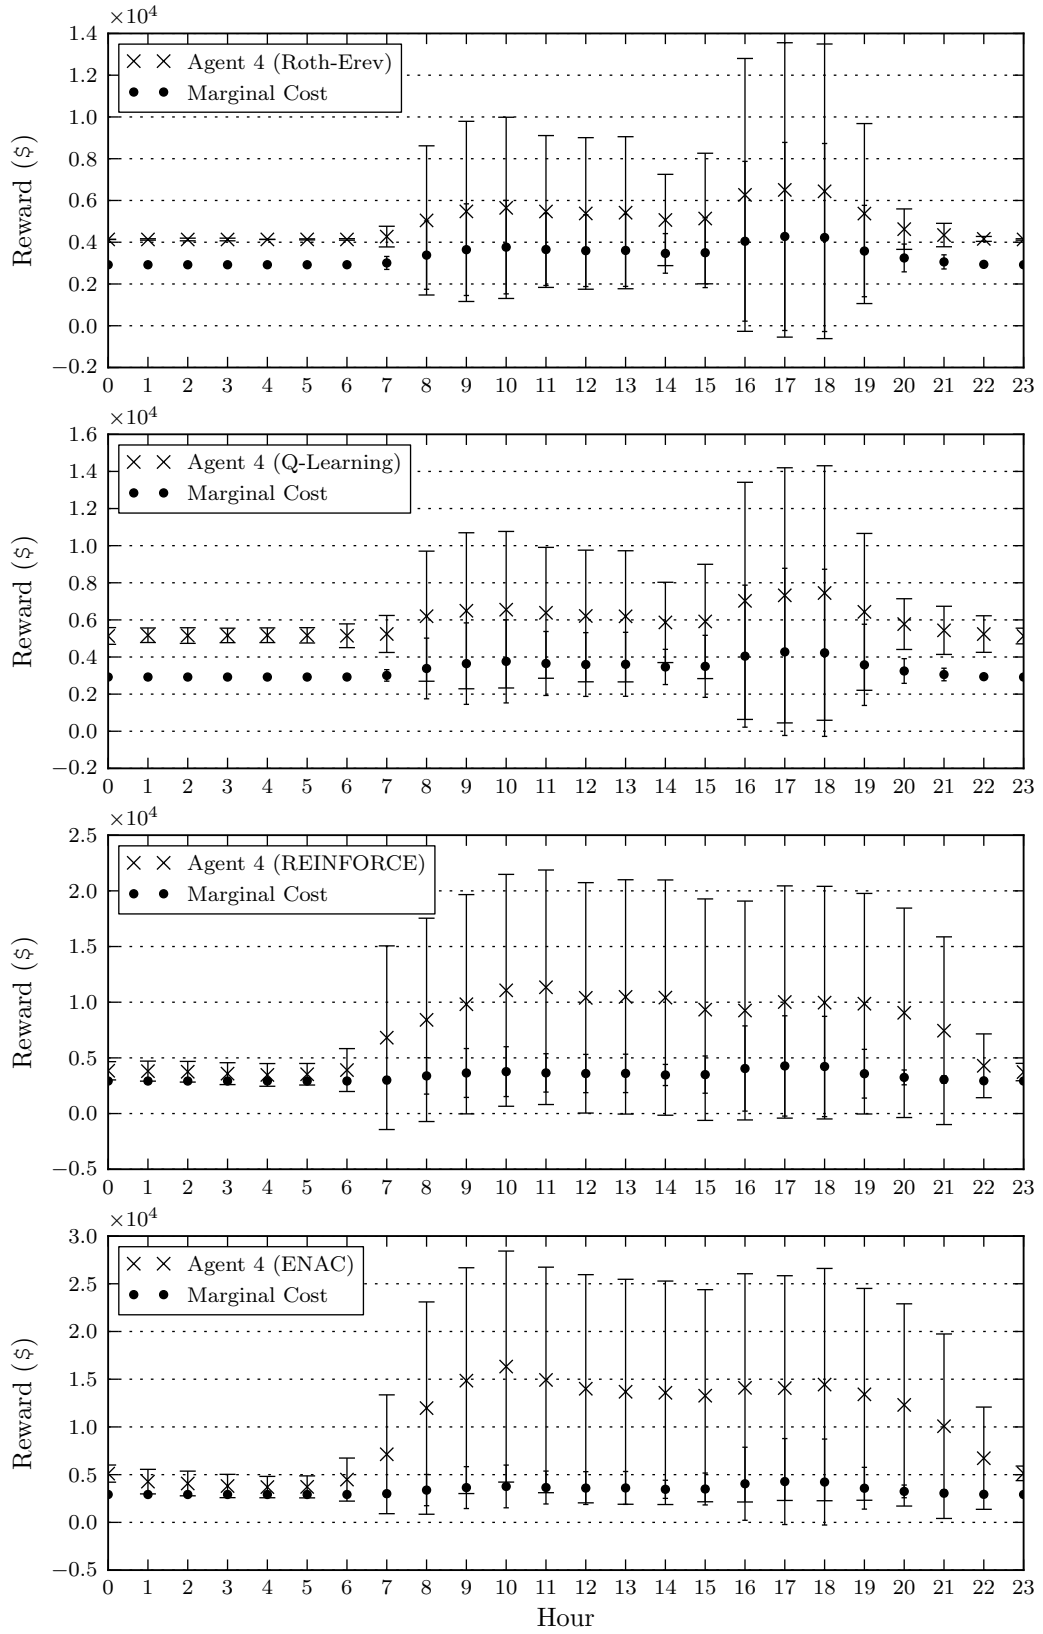 ×10⁴
1.4
1.2
1.0
0.8
0.6
0.4
0.2
0.0
−0.2
Reward ($)
Agent 4 (Roth-Erev)
Marginal Cost
0 1 2 3 4 5 6 7 8 9 10 11 12 13 14 15 16 17 18 19 20 21 22 23
×10⁴
1.6
1.4
1.2
1.0
0.8
0.6
0.4
0.2
0.0
−0.2
Reward ($)
Agent 4 (Q-Learning)
Marginal Cost
0 1 2 3 4 5 6 7 8 9 10 11 12 13 14 15 16 17 18 19 20 21 22 23
×10⁴
2.5
2.0
1.5
1.0
0.5
0.0
−0.5
Reward ($)
Agent 4 (REINFORCE)
Marginal Cost
0 1 2 3 4 5 6 7 8 9 10 11 12 13 14 15 16 17 18 19 20 21 22 23
×10⁴
3.0
2.5
2.0
1.5
1.0
0.5
0.0
−0.5
Reward ($)
Agent 4 (ENAC)
Marginal Cost
0 1 2 3 4 5 6 7 8 9 10 11 12 13 14 15 16 17 18 19 20 21 22 23
Hour